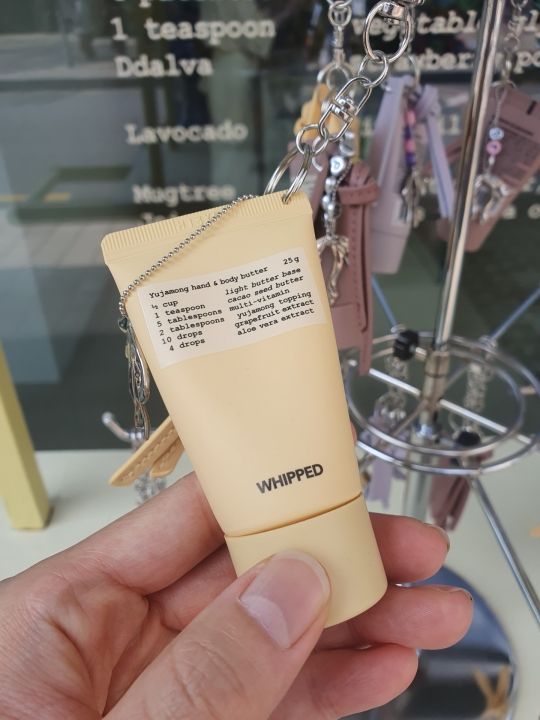 1 teaspoon
Ddalva
Lavocado
Mugtree
Yujamong hand & body butter 25g
½ cup light butter base
1 teaspoon cacao seed butter
5 tablespoons multi-vitamin
2 tablespoons yujamong topping
10 drops grapefruit extract
4 drops aloe vera extract
WHIPPED